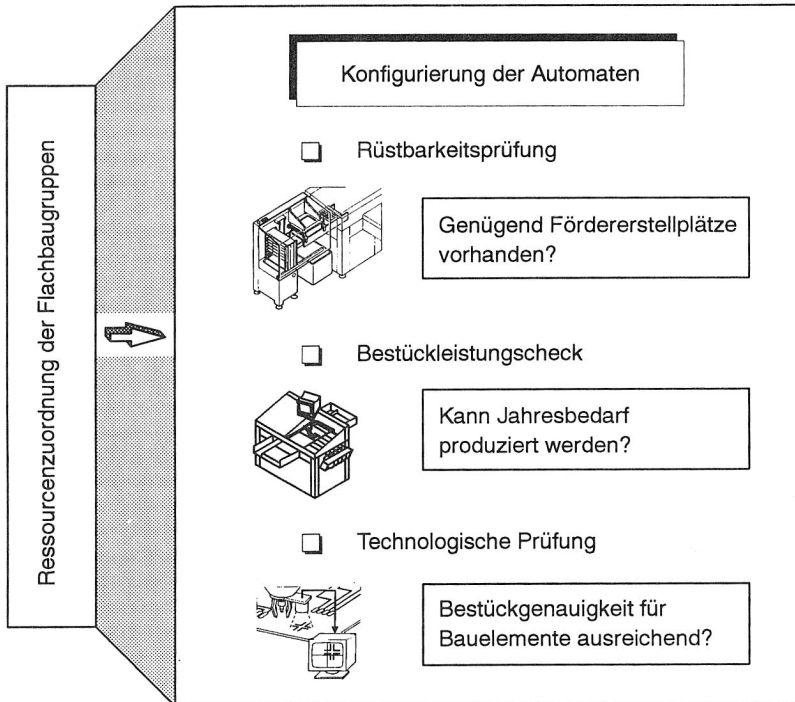 Ressourcenzuordnung der Flachbaugruppen
Konfigurierung der Automaten
Rüstbarkeitsprüfung
Genügend Fördererstellplätze
vorhanden?
Bestückleistungscheck
Kann Jahresbedarf
produziert werden?
Technologische Prüfung
Bestückgenauigkeit für
Bauelemente ausreichend?